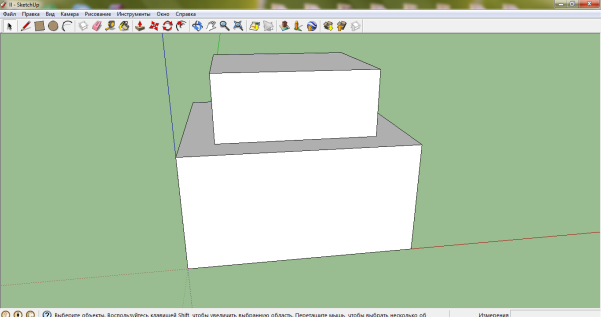 II - SketchUp
Файл Правка Вид Камера Рисование Инструменты Окно Справка
Выберите объекты. Воспользуйтесь клавишей Shift, чтобы увеличить выбранную область. Перетащите мышь, чтобы выбрать несколько об
Измерения